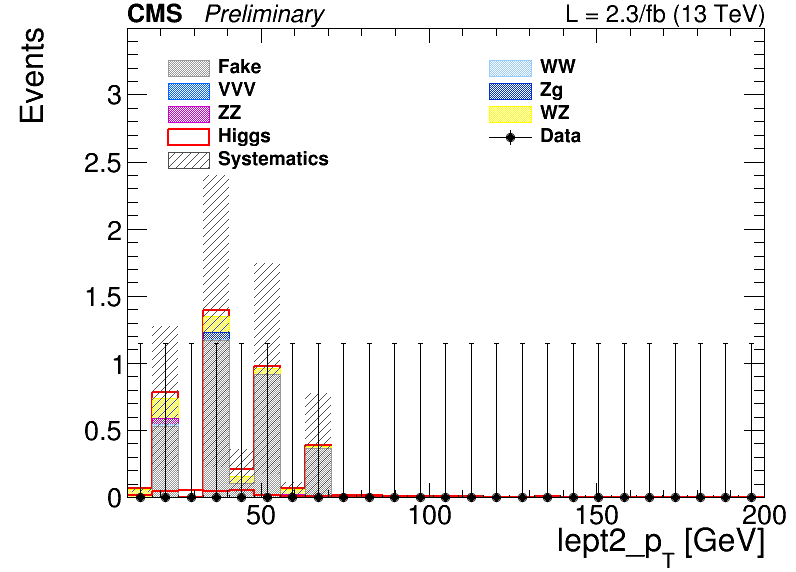 CMS Preliminary L = 2.3/fb (13 TeV)
Events
Fake WW
VVV Zg
ZZ WZ
Higgs Data
Systematics
3
2.5
2
1.5
1
0.5
0
50 100 150 200
lept2_p_T [GeV]